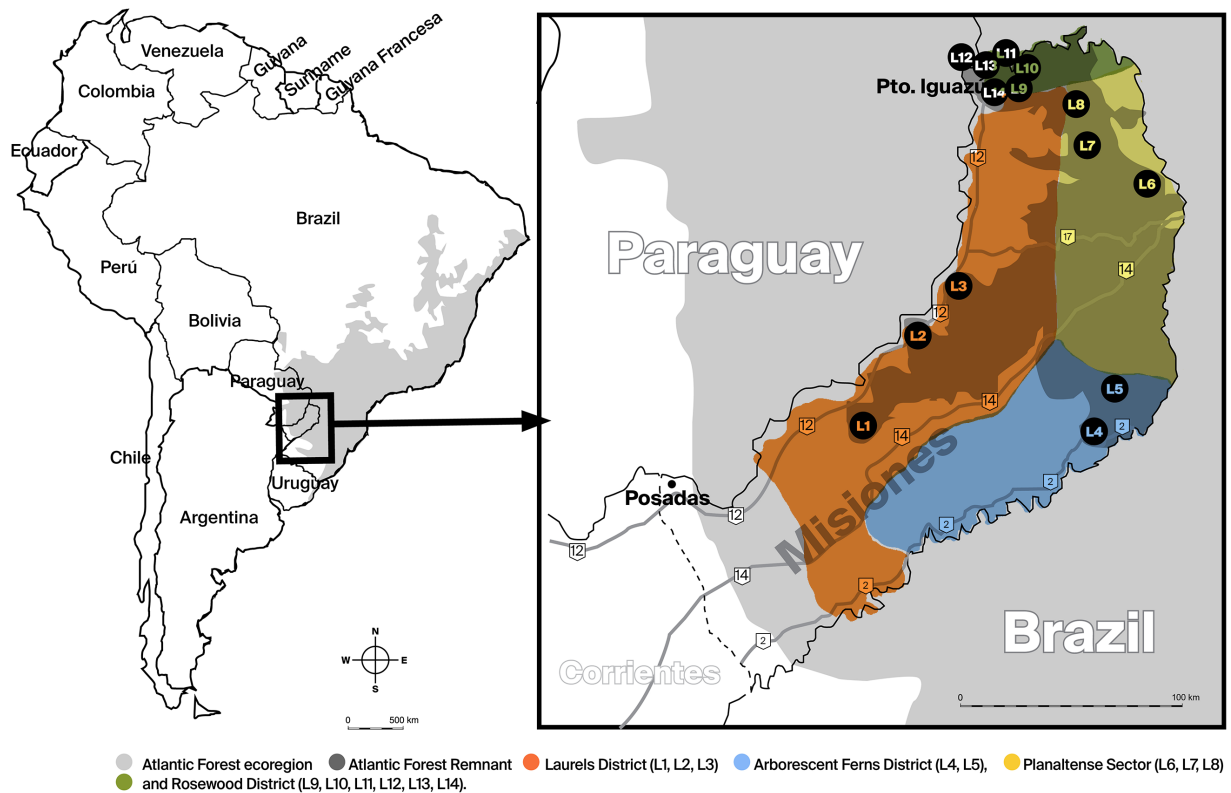 Venezuela
Guyana
Suriname
Guyana Francesa
Colombia
Ecuador
Brazil
Perú
Bolivia
Paraguay
Chile
Uruguay
Argentina
N
W E
S
0 500 km
L12
L11
L13
L10
Pto. Iguazu
L14
L9
L8
L7
L6
12
17
14
Paraguay
L3
12
L2
L5
14
12
L1
14
L4
2
Misiones
2
Posadas
12
2
12
14
2
2
Brazil
Corrientes
0 100 km
Atlantic Forest ecoregion
Atlantic Forest Remnant
Laurels District (L1, L2, L3)
Arborescent Ferns District (L4, L5),
Planaltense Sector (L6, L7, L8)
and Rosewood District (L9, L10, L11, L12, L13, L14).